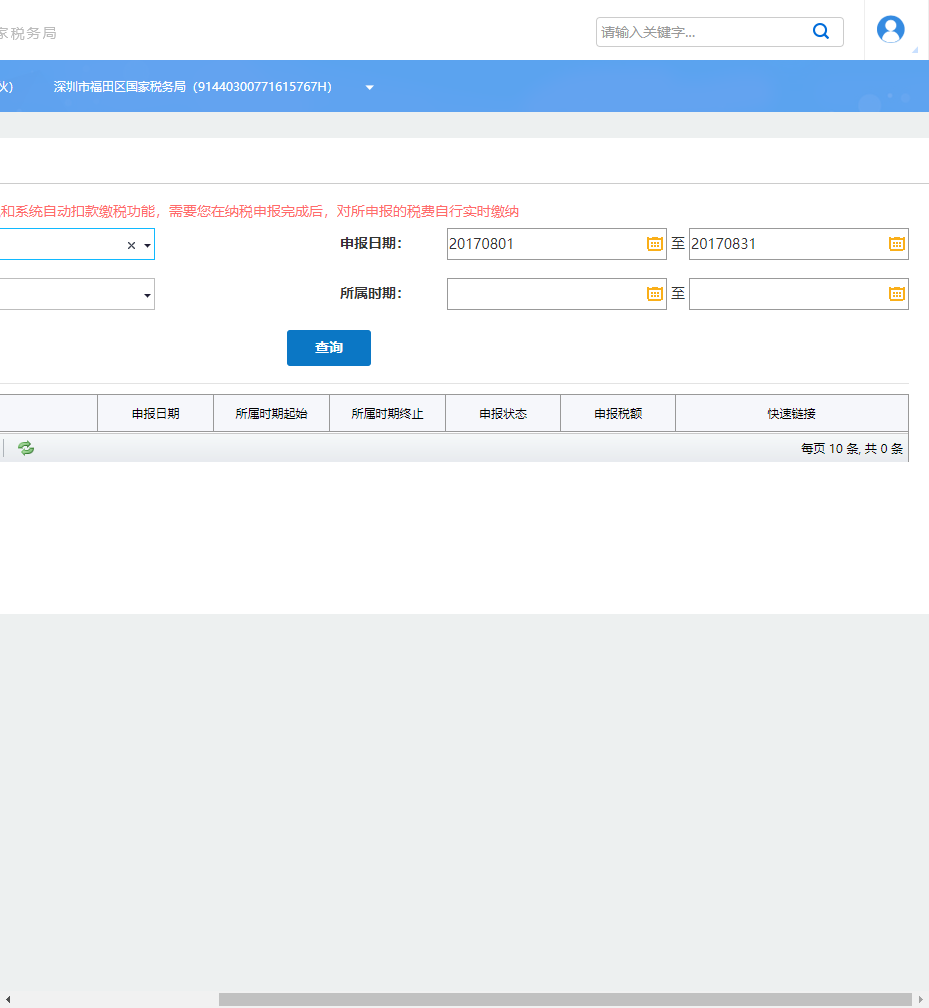 家税务局
请输入关键字...
伙)
深圳市福田区国家税务局（91440300771615767H）
和系统自动扣款缴税功能，需要您在纳税申报完成后，对所申报的税费自行实时缴纳
申报日期：
20170801
至
20170831
所属时期：
至
查询
申报日期
所属时期起始
所属时期终止
申报状态
申报税额
快速链接
每页 10 条, 共 0 条